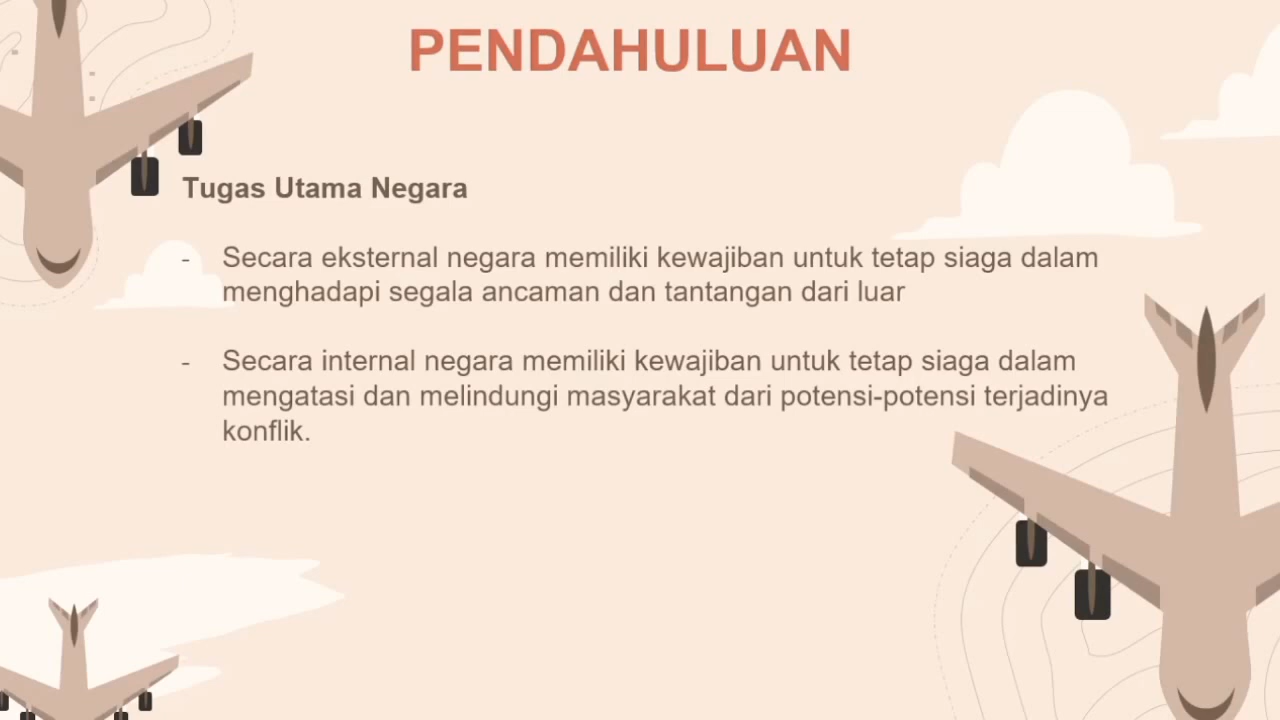 PENDAHULUAN
Tugas Utama Negara
- Secara eksternal negara memiliki kewajiban untuk tetap siaga dalam
menghadapi segala ancaman dan tantangan dari luar
- Secara internal negara memiliki kewajiban untuk tetap siaga dalam
mengatasi dan melindungi masyarakat dari potensi-potensi terjadinya
konflik.